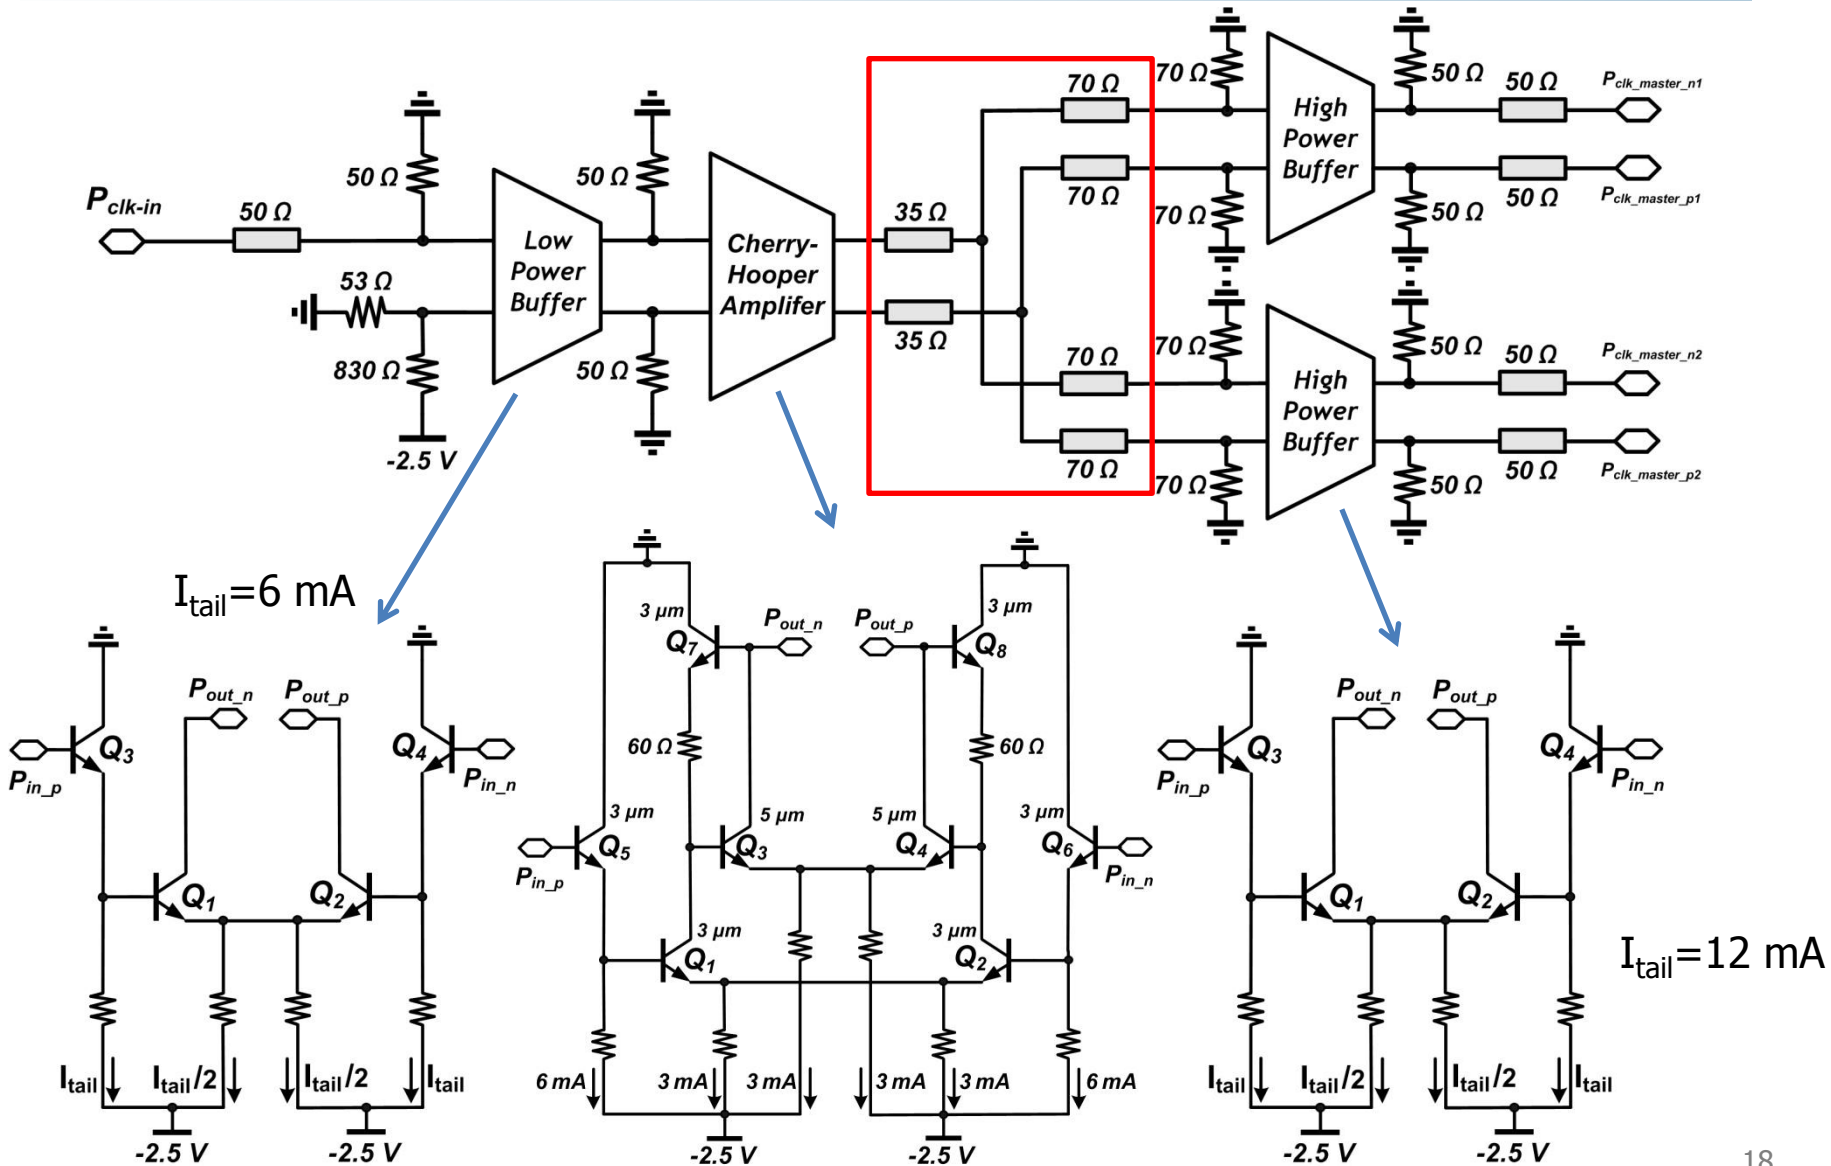 P_clk-in
50 Ω
50 Ω
53 Ω
830 Ω
-2.5 V
Low
Power
Buffer
50 Ω
50 Ω
Cherry-
Hooper
Amplifer
35 Ω
35 Ω
70 Ω
70 Ω
70 Ω
70 Ω
70 Ω
70 Ω
70 Ω
70 Ω
High
Power
Buffer
High
Power
Buffer
50 Ω
50 Ω
50 Ω
50 Ω
50 Ω
50 Ω
50 Ω
50 Ω
P_clk_master_n1
P_clk_master_p1
P_clk_master_n2
P_clk_master_p2
I_tail=6 mA
P_out_n
P_out_p
Q3
Q4
P_in_p
P_in_n
Q1
Q2
I_tail
I_tail/2
I_tail/2
I_tail
-2.5 V
-2.5 V
3 µm
3 µm
P_out_n
P_out_p
Q7
Q8
60 Ω
60 Ω
3 µm
5 µm
5 µm
3 µm
Q5
Q3
Q4
Q6
P_in_p
P_in_n
3 µm
3 µm
Q1
Q2
6 mA
3 mA
3 mA
3 mA
3 mA
6 mA
-2.5 V
-2.5 V
P_out_n
P_out_p
Q3
Q4
P_in_p
P_in_n
Q1
Q2
I_tail=12 mA
I_tail
I_tail/2
I_tail/2
I_tail
-2.5 V
-2.5 V
18